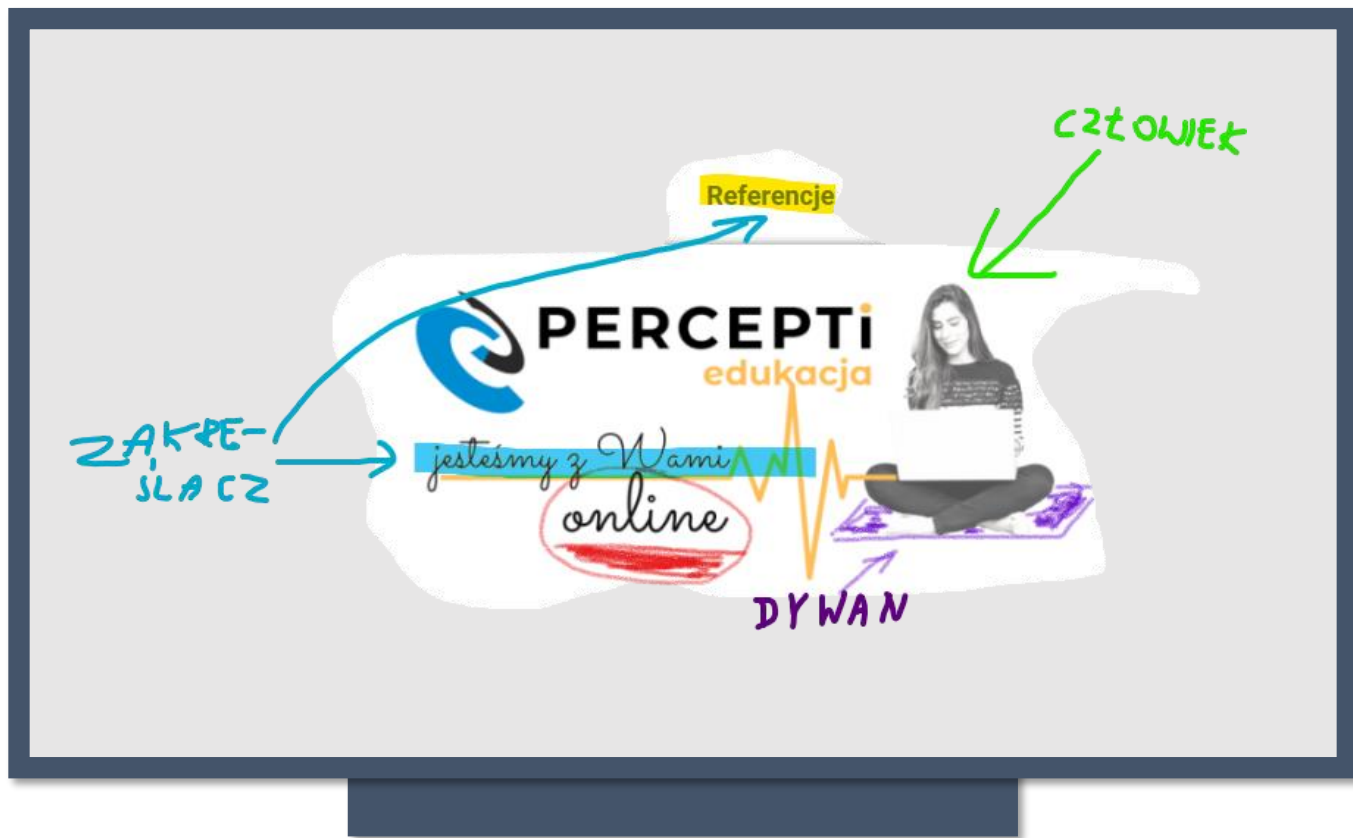 CZŁOWIEK
Referencje
PERCEPTi
edukacja
ZAKRE-
ŚLACZ
jesteśmy z Wami
online
DYWAN